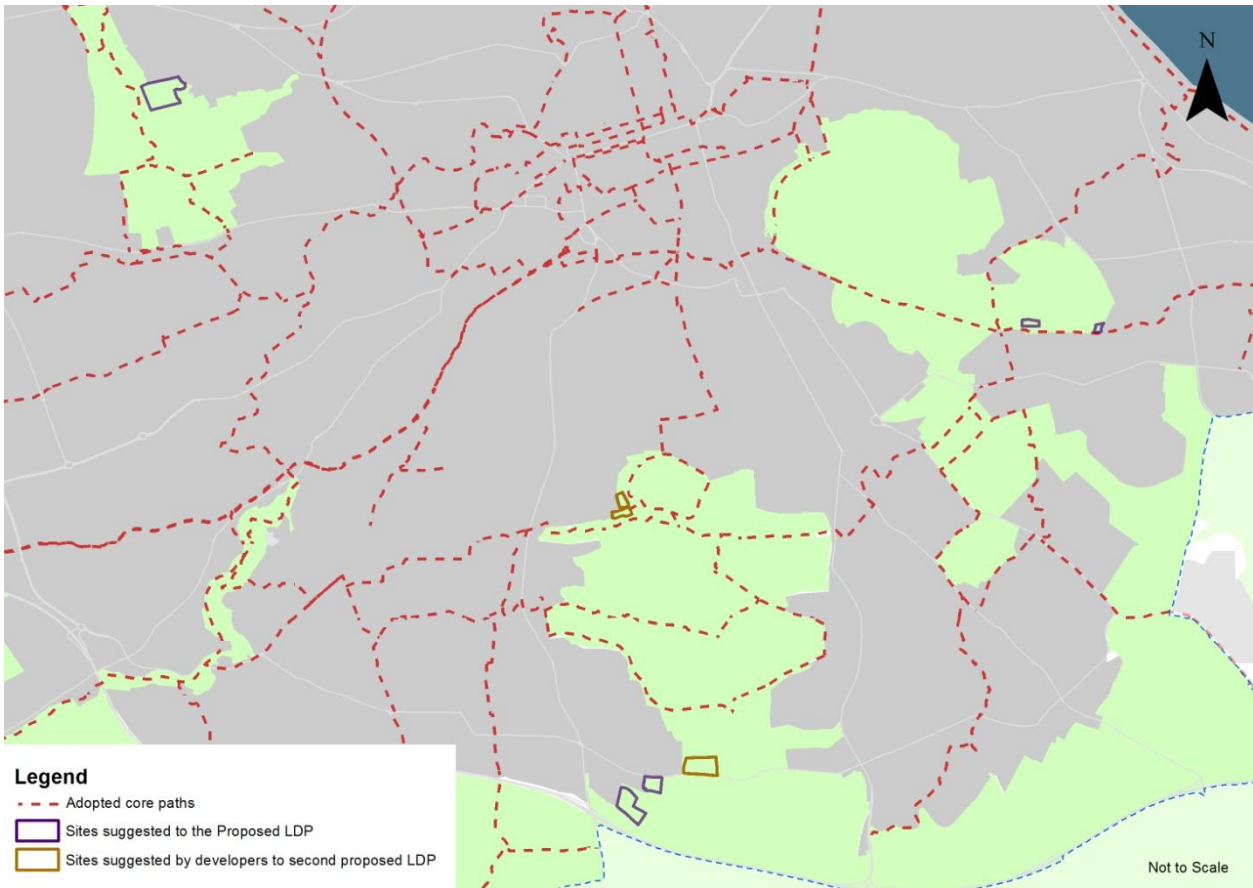 N
Legend
Adopted core paths
Sites suggested to the Proposed LDP
Sites suggested by developers to second proposed LDP
Not to Scale